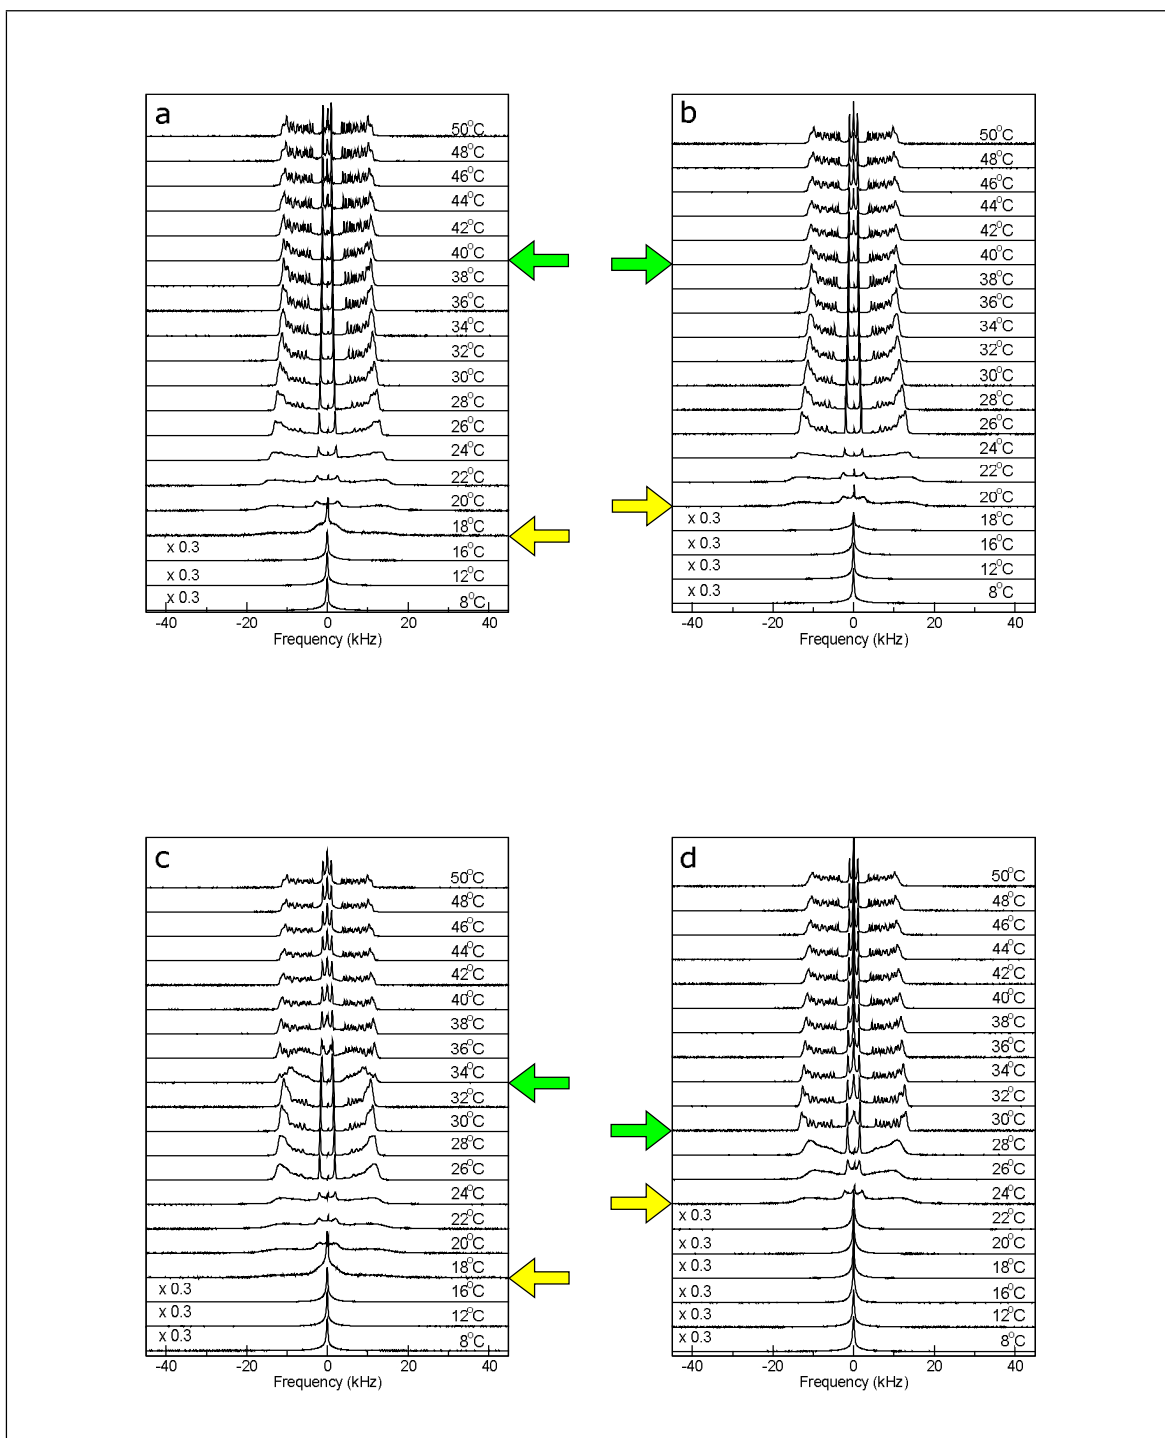 a
50°C
48°C
46°C
44°C
42°C
40°C
38°C
36°C
34°C
32°C
30°C
28°C
26°C
24°C
22°C
20°C
18°C
x 0.3
16°C
x 0.3
12°C
x 0.3
8°C
-40 -20 0 20 40
Frequency (kHz)
b
50°C
48°C
46°C
44°C
42°C
40°C
38°C
36°C
34°C
32°C
30°C
28°C
26°C
24°C
22°C
20°C
x 0.3 18°C
x 0.3 16°C
x 0.3 12°C
x 0.3 8°C
-40 -20 0 20 40
Frequency (kHz)
c
50°C
48°C
46°C
44°C
42°C
40°C
38°C
36°C
34°C
32°C
30°C
28°C
26°C
24°C
22°C
20°C
18°C
x 0.3 16°C
x 0.3 12°C
x 0.3 8°C
-40 -20 0 20 40
Frequency (kHz)
d
50°C
48°C
46°C
44°C
42°C
40°C
38°C
36°C
34°C
32°C
30°C
28°C
26°C
24°C
x 0.3 22°C
x 0.3 20°C
x 0.3 18°C
x 0.3 16°C
x 0.3 12°C
x 0.3 8°C
-40 -20 0 20 40
Frequency (kHz)